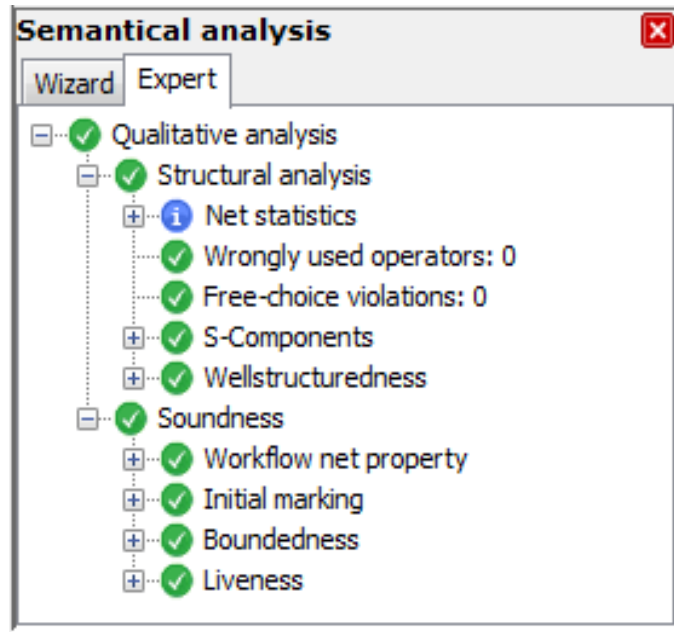 Semantical analysis
Wizard Expert
Qualitative analysis
Structural analysis
Net statistics
Wrongly used operators: 0
Free-choice violations: 0
S-Components
Wellstructuredness
Soundness
Workflow net property
Initial marking
Boundedness
Liveness